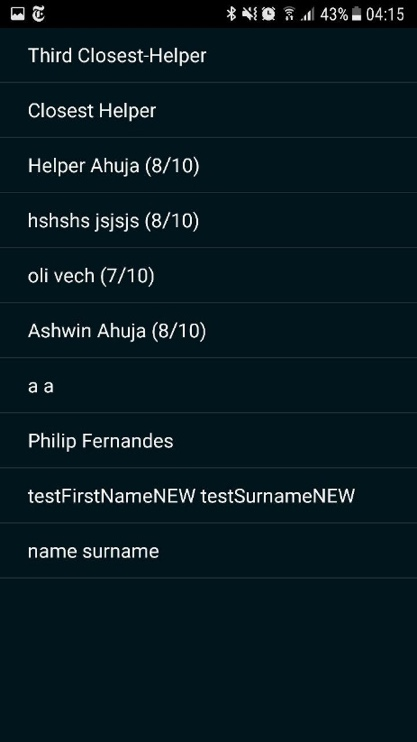 43% 04:15
Third Closest-Helper
Closest Helper
Helper Ahuja (8/10)
hshshs jsjsjs (8/10)
oli vech (7/10)
Ashwin Ahuja (8/10)
a a
Philip Fernandes
testFirstNameNEW testSurnameNEW
name surname